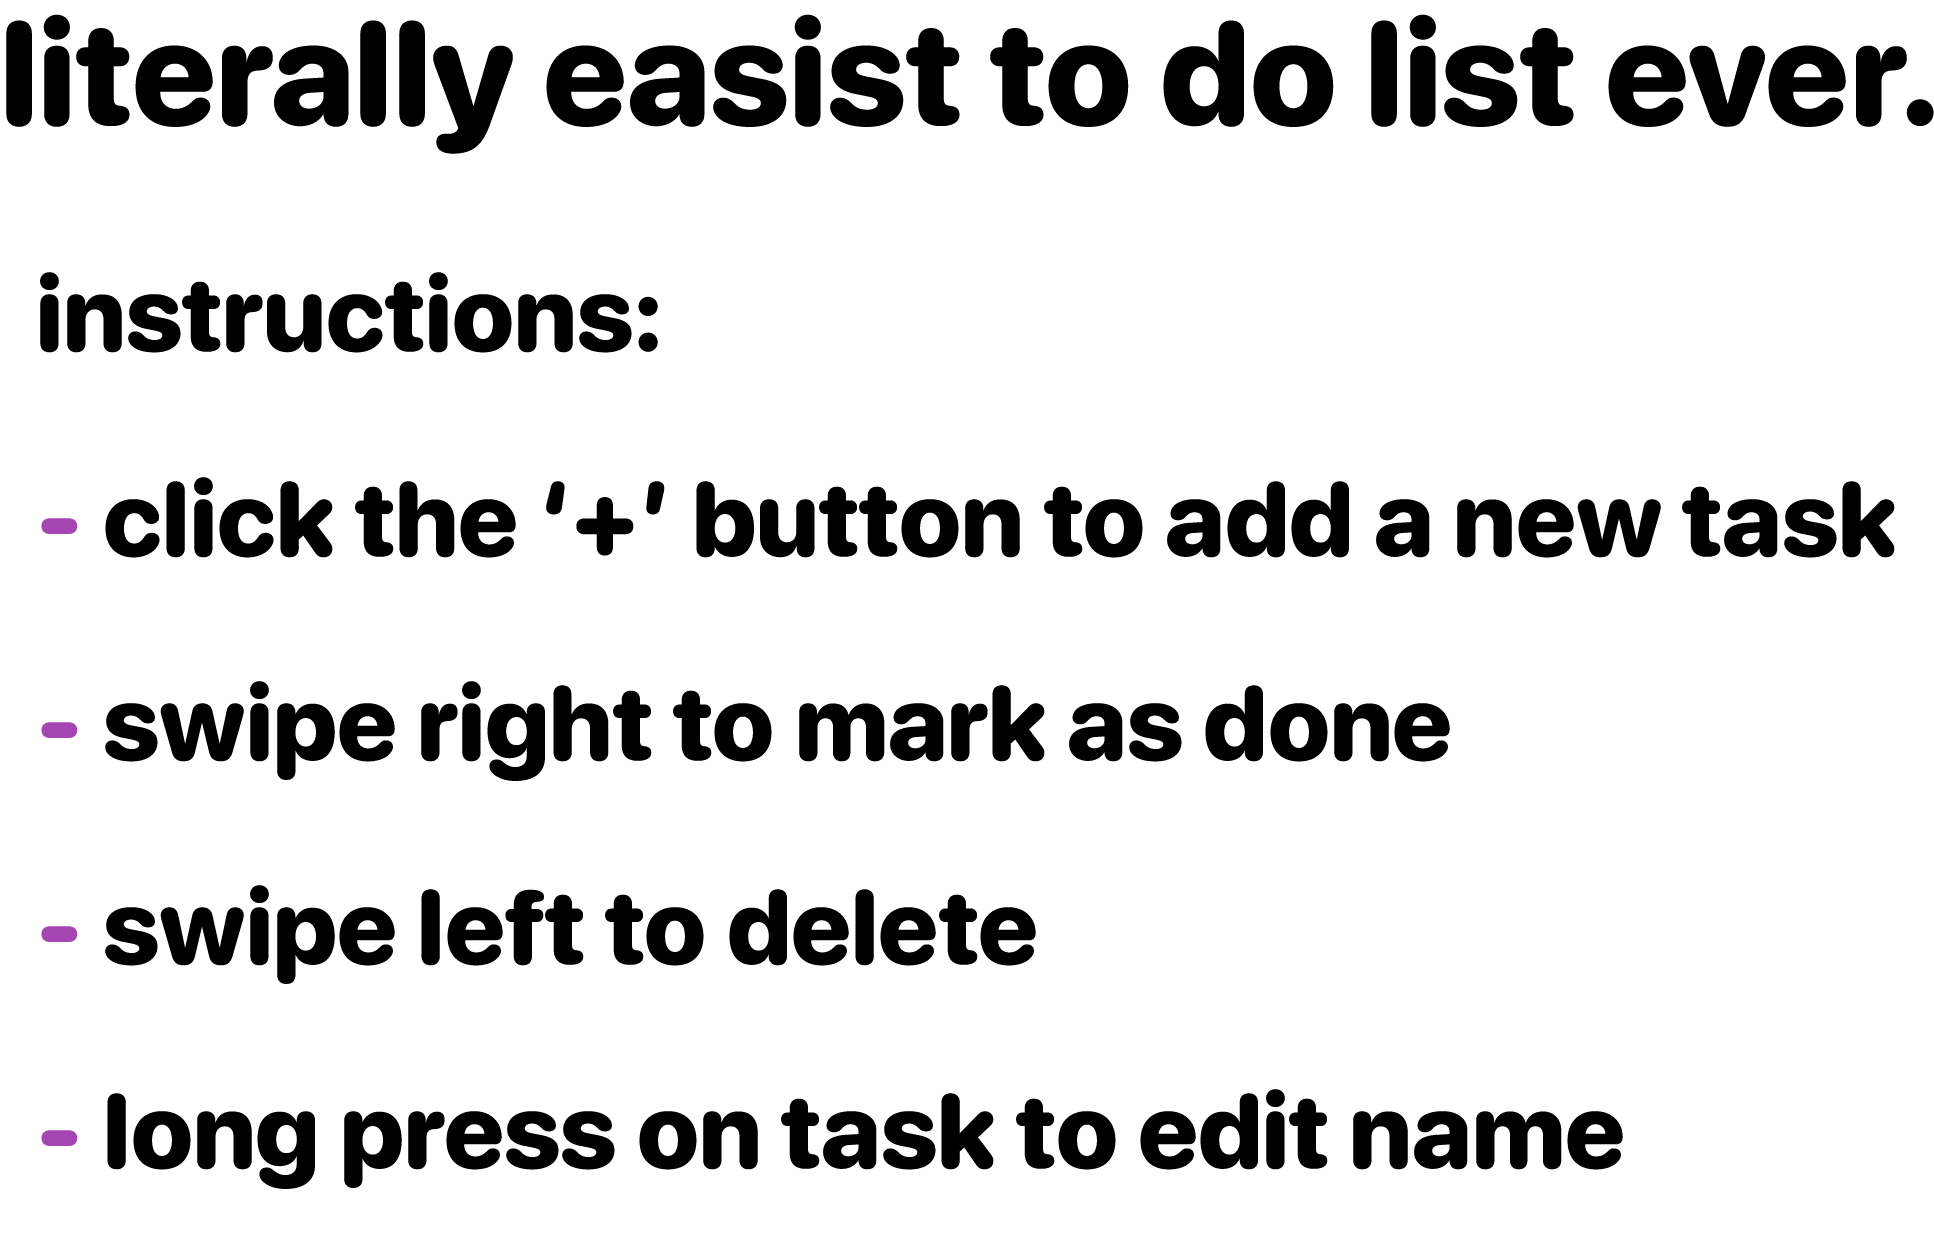 literally easist to do list ever.
instructions:
- click the ‘+’ button to add a new task
- swipe right to mark as done
- swipe left to delete
- long press on task to edit name